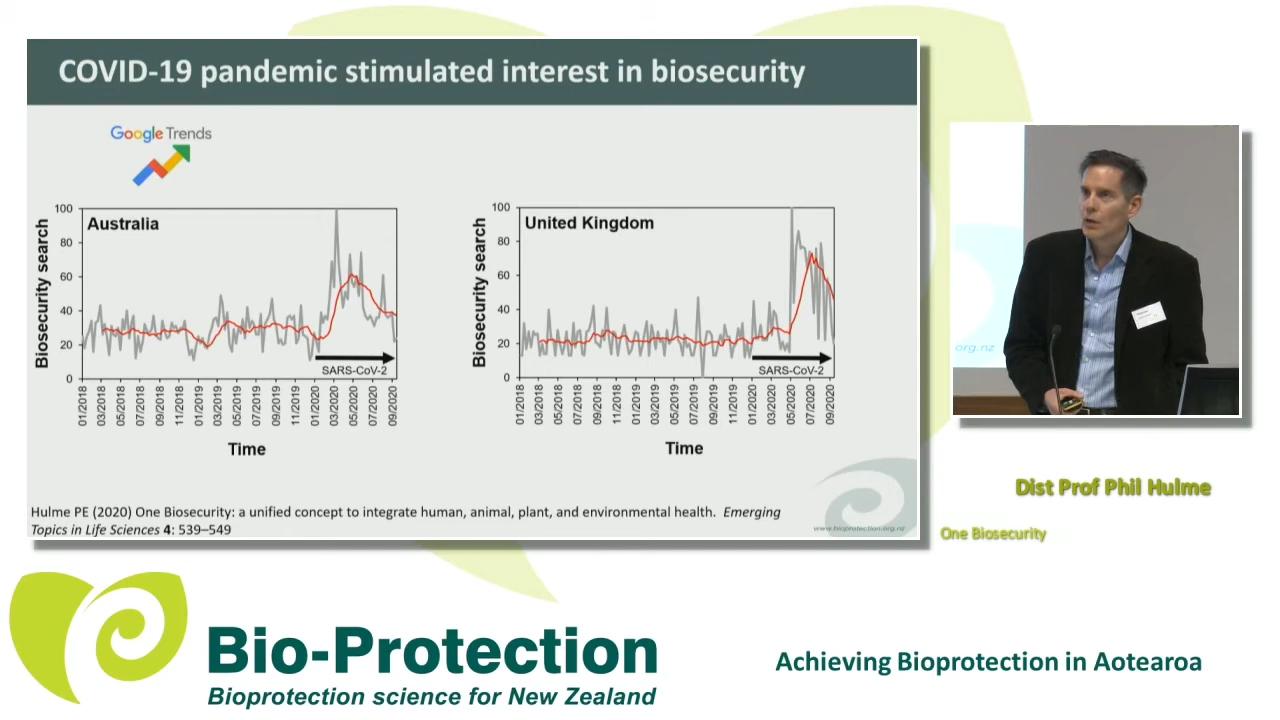 COVID-19 pandemic stimulated interest in biosecurity
Google Trends
Biosecurity search
100
80
60
40
20
0
Australia
SARS-CoV-2
01/2018
03/2018
05/2018
07/2018
09/2018
11/2018
01/2019
03/2019
05/2019
07/2019
09/2019
11/2019
01/2020
03/2020
05/2020
07/2020
09/2020
Time
Biosecurity search
100
80
60
40
20
0
United Kingdom
SARS-CoV-2
01/2018
03/2018
05/2018
07/2018
09/2018
11/2018
01/2019
03/2019
05/2019
07/2019
09/2019
11/2019
01/2020
03/2020
05/2020
07/2020
09/2020
Time
Hulme PE (2020) One Biosecurity: a unified concept to integrate human, animal, plant, and environmental health. Emerging
Topics in Life Sciences 4: 539–549
www.bioprotection.org.nz
org.nz
Dist Prof Phil Hulme
One Biosecurity
Bio-Protection
Bioprotection science for New Zealand
Achieving Bioprotection in Aotearoa